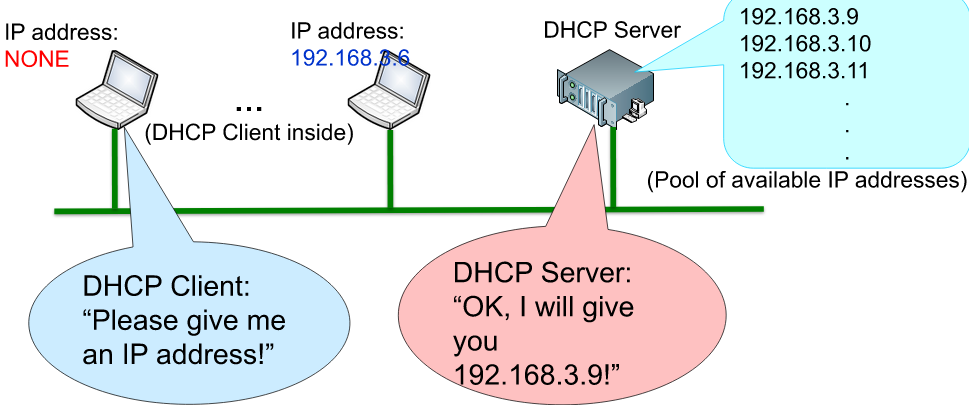 IP address:
NONE
IP address:
192.168.3.6
DHCP Server
192.168.3.9
192.168.3.10
192.168.3.11
.
.
.
...
(DHCP Client inside)
(Pool of available IP addresses)
DHCP Client:
“Please give me
an IP address!”
DHCP Server:
“OK, I will give
you
192.168.3.9!”